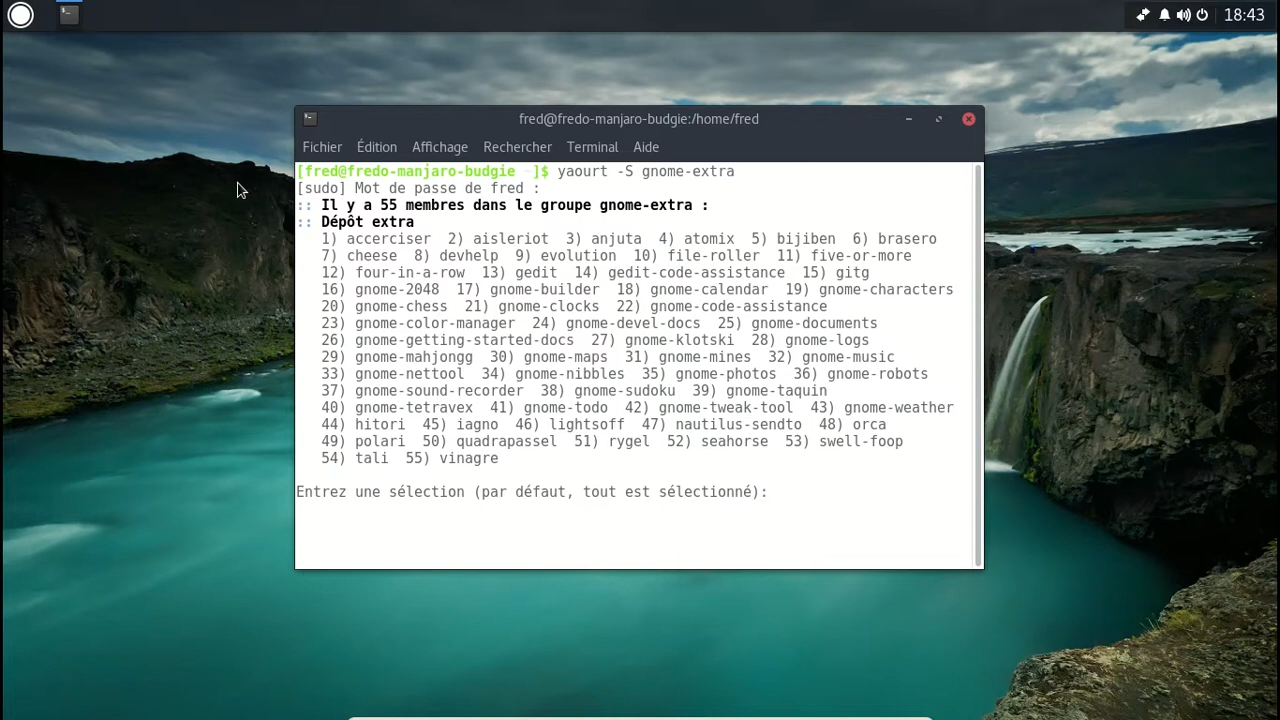 18:43
fred@fredo-manjaro-budgie:/home/fred
Fichier Édition Affichage Rechercher Terminal Aide
[fred@fredo-manjaro-budgie ~]$ yaourt -S gnome-extra
[sudo] Mot de passe de fred :
:: Il y a 55 membres dans le groupe gnome-extra :
:: Dépôt extra
1) accerciser 2) aisleriot 3) anjuta 4) atomix 5) bijiben 6) brasero
7) cheese 8) devhelp 9) evolution 10) file-roller 11) five-or-more
12) four-in-a-row 13) gedit 14) gedit-code-assistance 15) gitg
16) gnome-2048 17) gnome-builder 18) gnome-calendar 19) gnome-characters
20) gnome-chess 21) gnome-clocks 22) gnome-code-assistance
23) gnome-color-manager 24) gnome-devel-docs 25) gnome-documents
26) gnome-getting-started-docs 27) gnome-klotski 28) gnome-logs
29) gnome-mahjongg 30) gnome-maps 31) gnome-mines 32) gnome-music
33) gnome-nettool 34) gnome-nibbles 35) gnome-photos 36) gnome-robots
37) gnome-sound-recorder 38) gnome-sudoku 39) gnome-taquin
40) gnome-tetravex 41) gnome-todo 42) gnome-tweak-tool 43) gnome-weather
44) hitori 45) iagno 46) lightsoff 47) nautilus-sendto 48) orca
49) polari 50) quadrapassel 51) rygel 52) seahorse 53) swell-foop
54) tali 55) vinagre
Entrez une sélection (par défaut, tout est sélectionné):